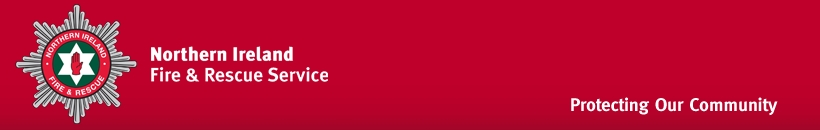 NORTHERN IRELAND
FIRE & RESCUE
Northern Ireland
Fire & Rescue Service
Protecting Our Community